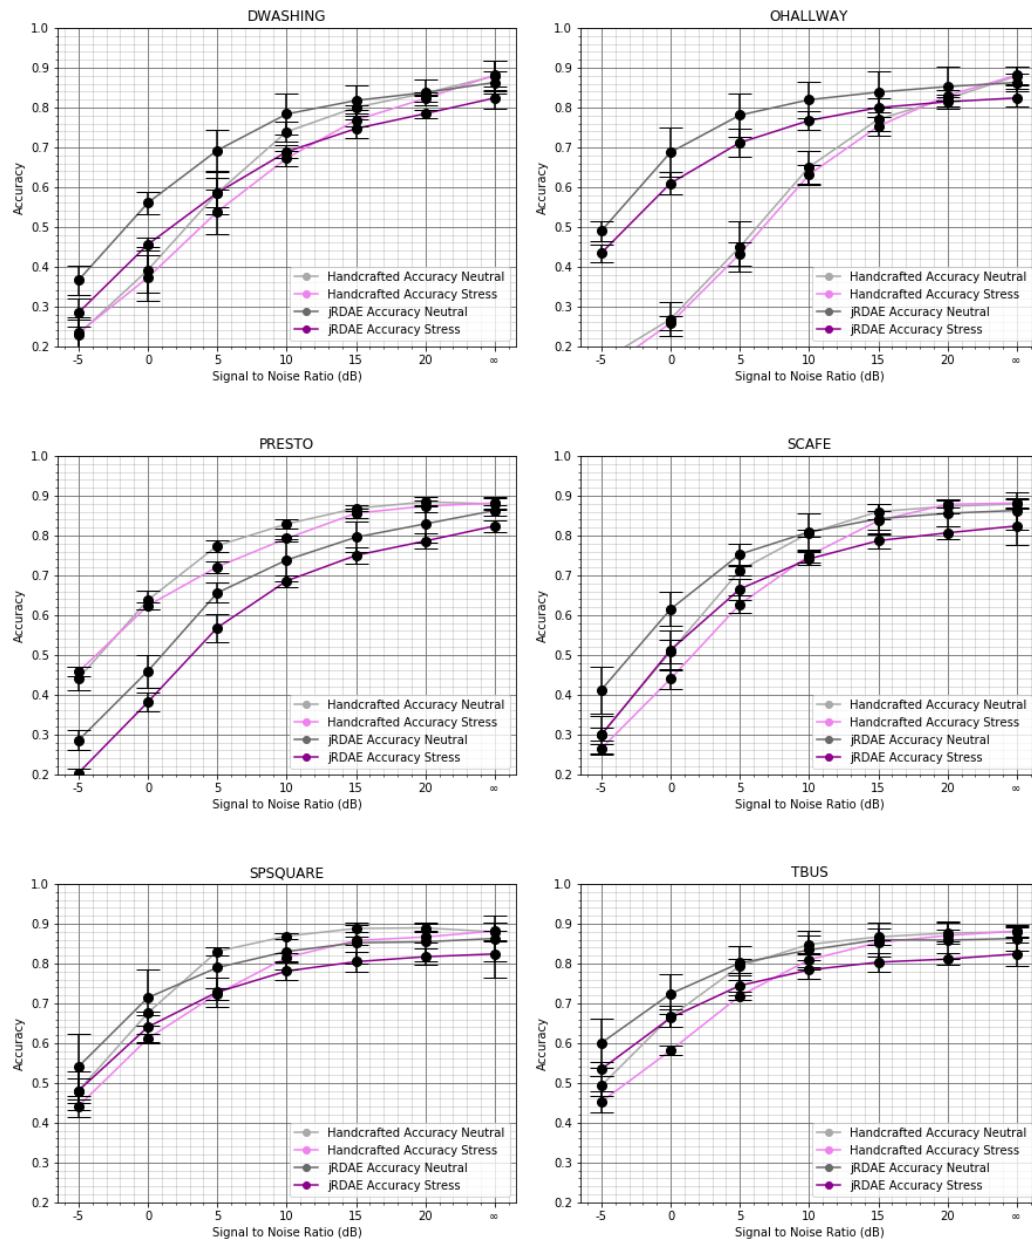 DWASHING
Accuracy
1.0
0.9
0.8
0.7
0.6
0.5
0.4
0.3
0.2
Handcrafted Accuracy Neutral
Handcrafted Accuracy Stress
jRDAE Accuracy Neutral
jRDAE Accuracy Stress
-5 0 5 10 15 20 ∞
Signal to Noise Ratio (dB)
OHALLWAY
Accuracy
1.0
0.9
0.8
0.7
0.6
0.5
0.4
0.3
0.2
Handcrafted Accuracy Neutral
Handcrafted Accuracy Stress
jRDAE Accuracy Neutral
jRDAE Accuracy Stress
-5 0 5 10 15 20 ∞
Signal to Noise Ratio (dB)
PRESTO
Accuracy
1.0
0.9
0.8
0.7
0.6
0.5
0.4
0.3
0.2
Handcrafted Accuracy Neutral
Handcrafted Accuracy Stress
jRDAE Accuracy Neutral
jRDAE Accuracy Stress
-5 0 5 10 15 20 ∞
Signal to Noise Ratio (dB)
SCAFE
Accuracy
1.0
0.9
0.8
0.7
0.6
0.5
0.4
0.3
0.2
Handcrafted Accuracy Neutral
Handcrafted Accuracy Stress
jRDAE Accuracy Neutral
jRDAE Accuracy Stress
-5 0 5 10 15 20 ∞
Signal to Noise Ratio (dB)
SPSQUARE
Accuracy
1.0
0.9
0.8
0.7
0.6
0.5
0.4
0.3
0.2
Handcrafted Accuracy Neutral
Handcrafted Accuracy Stress
jRDAE Accuracy Neutral
jRDAE Accuracy Stress
-5 0 5 10 15 20 ∞
Signal to Noise Ratio (dB)
TBUS
Accuracy
1.0
0.9
0.8
0.7
0.6
0.5
0.4
0.3
0.2
Handcrafted Accuracy Neutral
Handcrafted Accuracy Stress
jRDAE Accuracy Neutral
jRDAE Accuracy Stress
-5 0 5 10 15 20 ∞
Signal to Noise Ratio (dB)